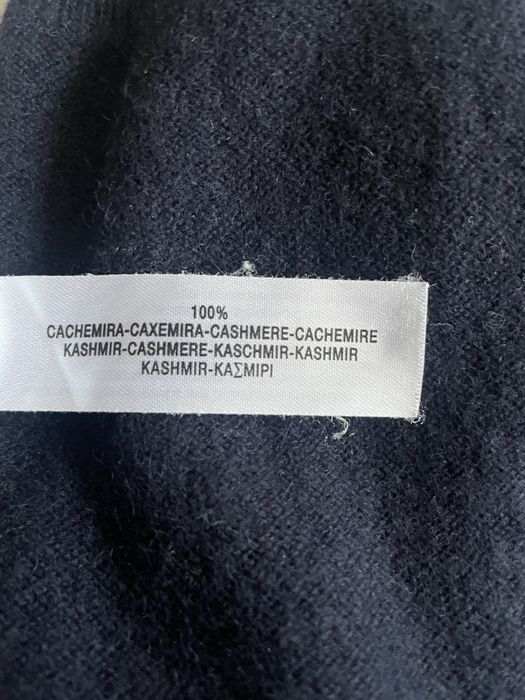 100%
CACHEMIRA-CAXEMIRA-CASHMERE-CACHEMIRE
KASHMIR-CASHMERE-KASCHMIR-KASHMIR
KASHMIR-ΚΑΣΜΙΡΙ